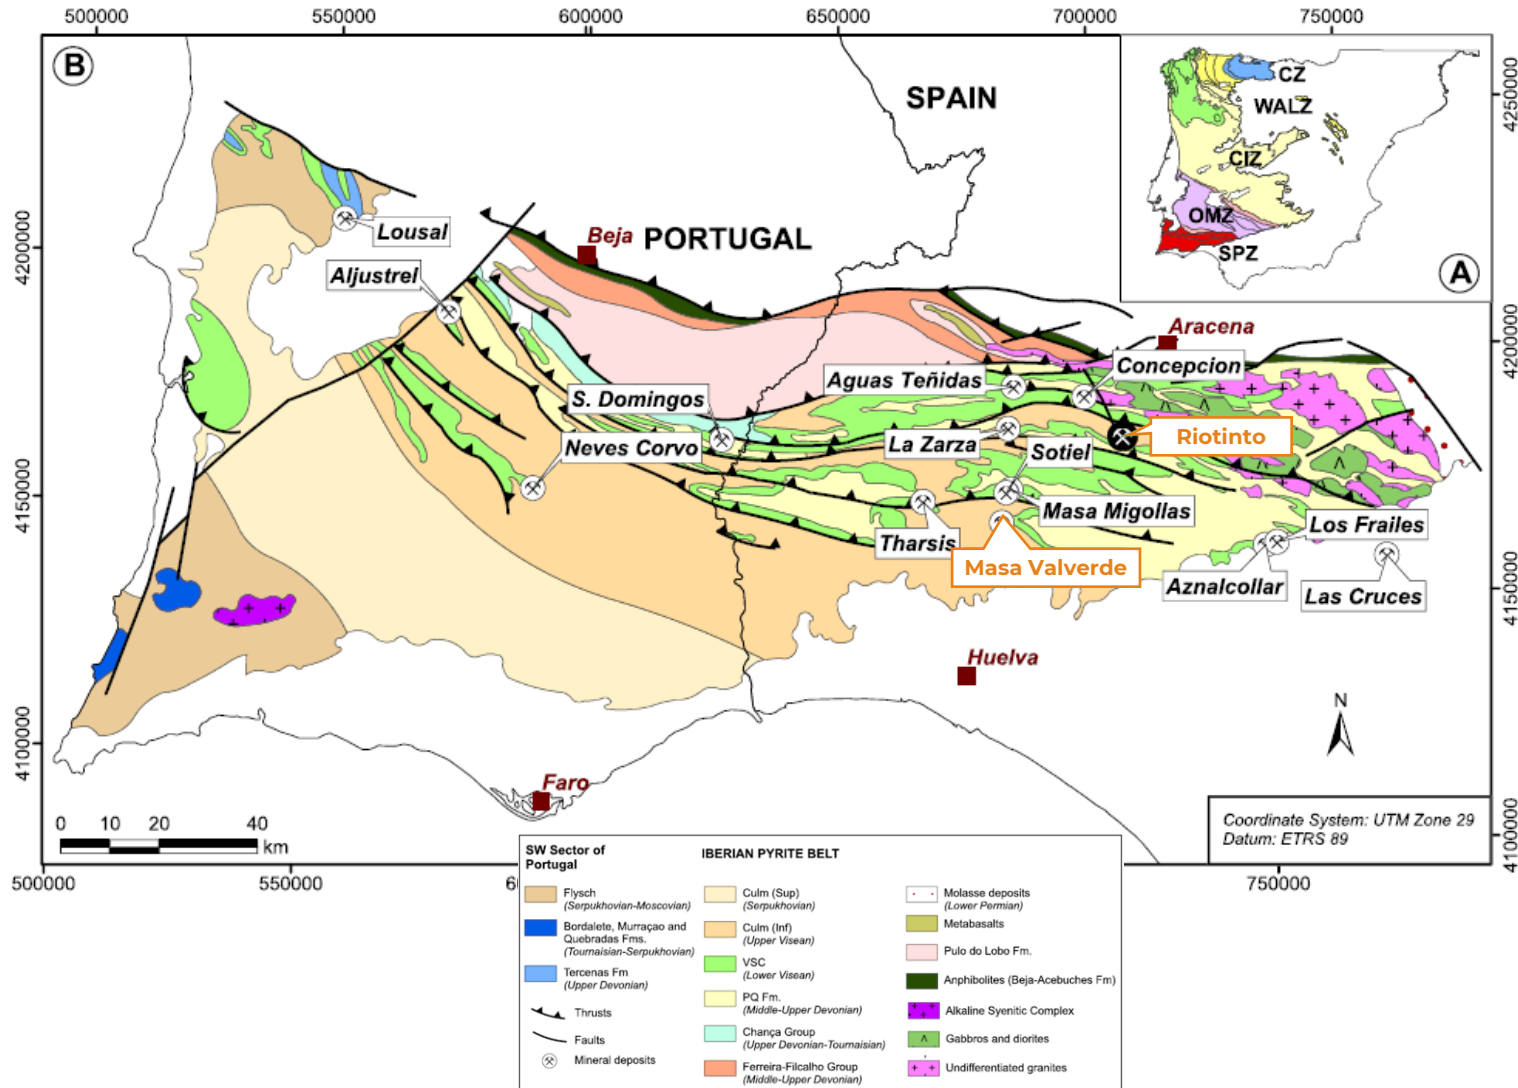 500000 550000 600000 650000 700000 750000
B
A
SPAIN
PORTUGAL
CZ
WALZ
CIZ
OMZ
SPZ
4250000
4200000
4200000
4150000
4150000
4100000
4100000
Lousal
Aljustrel
Beja
Aracena
Concepcion
Aguas Teñidas
S. Domingos
Neves Corvo
La Zarza
Riotinto
Sotiel
Masa Migollas
Tharsis
Masa Valverde
Los Frailes
Aznalcollar
Las Cruces
Huelva
Faro
N
0 10 20 40
km
Coordinate System: UTM Zone 29
Datum: ETRS 89
500000 550000 750000
SW Sector of
Portugal
Flysch
(Serpukhovian-Moscovian)
Bordalete, Murraçao and
Quebradas Fms.
(Tournaisian-Serpukhovian)
Tercenas Fm
(Upper Devonian)
Thrusts
Faults
Mineral deposits
IBERIAN PYRITE BELT
Culm (Sup)
(Serpukhovian)
Culm (Inf)
(Upper Visean)
VSC
(Lower Visean)
PQ Fm.
(Middle-Upper Devonian)
Chança Group
(Upper Devonian-Tournaisian)
Ferreira-Filcalho Group
(Middle-Upper Devonian)
Molasse deposits
(Lower Permian)
Metabasalts
Pulo do Lobo Fm.
Anphibolites (Beja-Acebuches Fm)
Alkaline Syenitic Complex
Gabbros and diorites
Undifferentiated granites